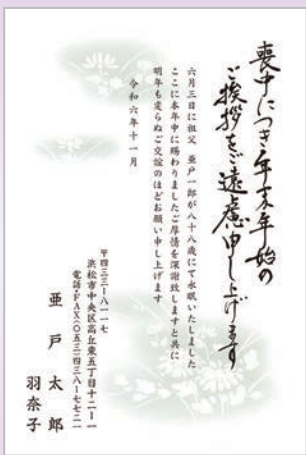 喪中につき年末年始の
ご挨拶をご遠慮申し上げます
六月三日に祖父 亜戸一郎が八十八歳にて永眠いたしました
ここに本年中に賜わりましたご厚情を深謝致しますと共に
明年も変らぬご交誼のほどお願い申し上げます
令和六年十一月
〒四三三-八一一七
浜松市中央区高丘東五丁目十二-一
電話・FAX〇五三-四三八-七七二一
亜戸太郎
羽奈子